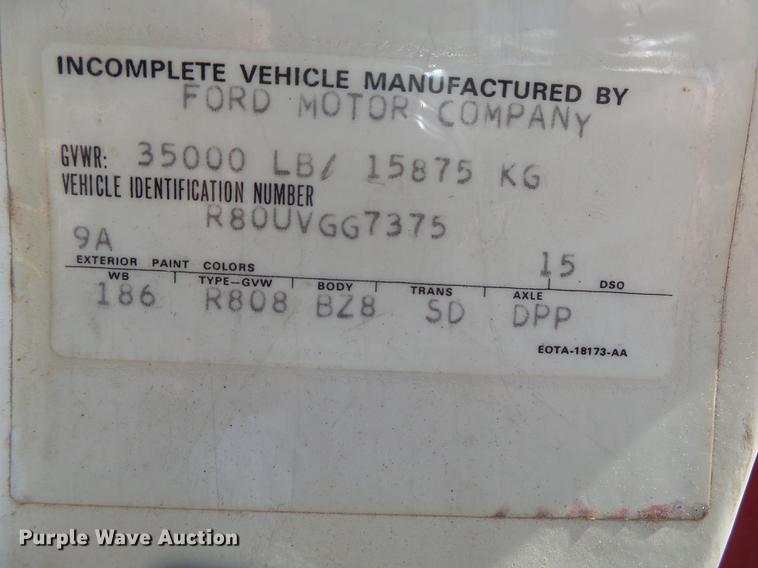 INCOMPLETE VEHICLE MANUFACTURED BY
FORD MOTOR COMPANY
GVWR: 35000 LB/ 15875 KG
VEHICLE IDENTIFICATION NUMBER
R80UVGG7375
9A 15
EXTERIOR PAINT COLORS DSO
WB TYPE-GVW BODY TRANS AXLE
186 R808 BZ8 SD DPP
EOTA-18173-AA
Purple Wave Auction